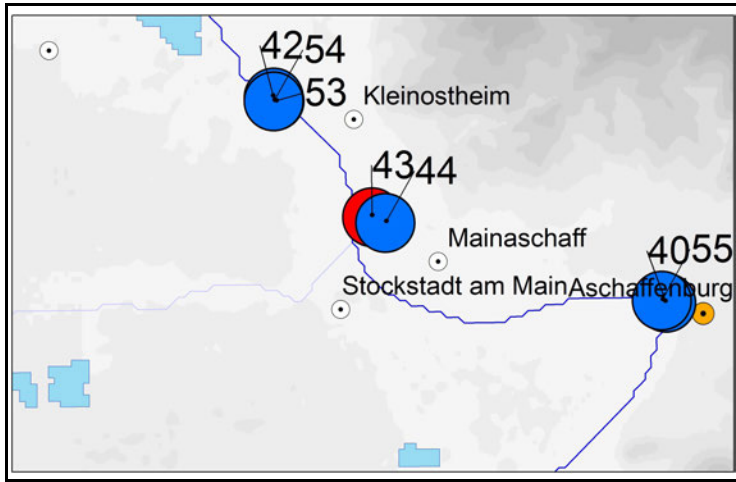 42 54
53
Kleinostheim
43 44
Mainaschaff
40 55
Stockstadt am Main
Aschaffenburg